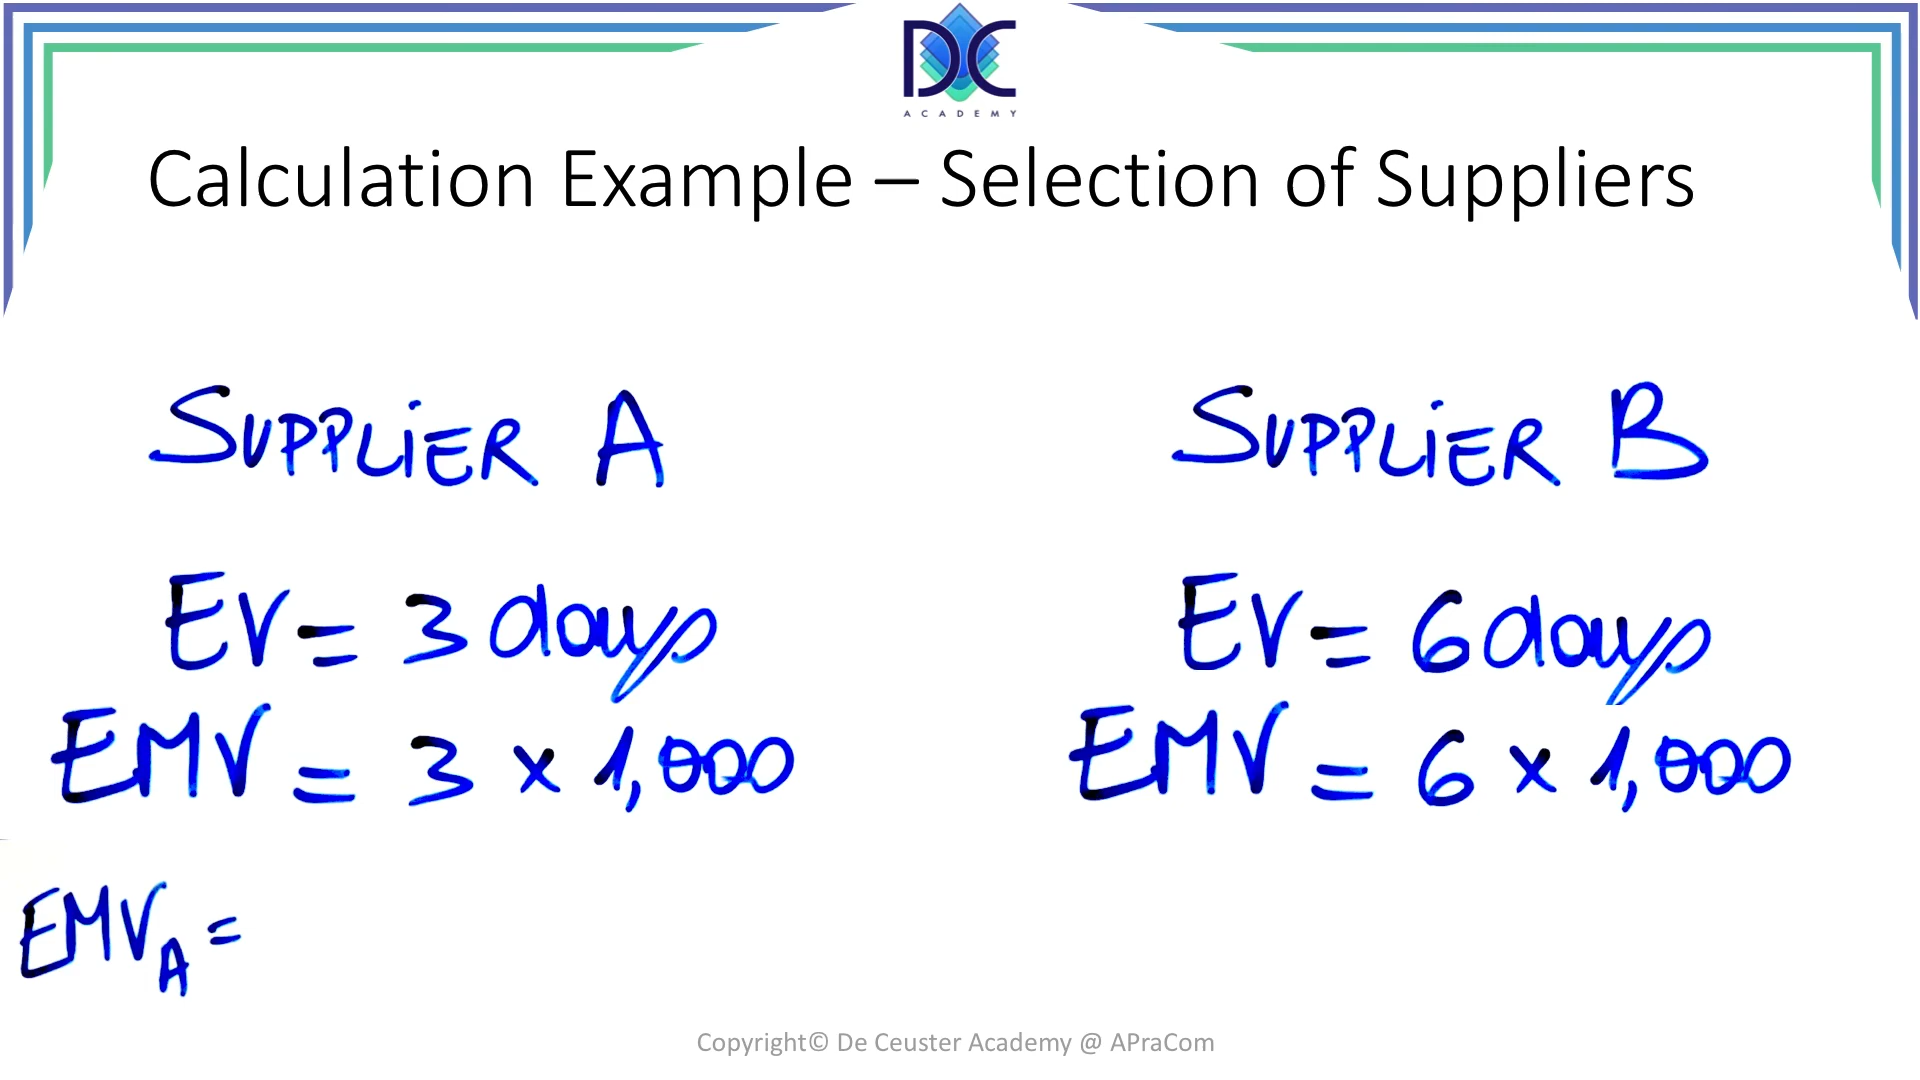 DC
ACADEMY
Calculation Example – Selection of Suppliers
SUPPLiER A
SUPPLiER B
EV = 3 days
EV = 6 days
EMV = 3 x 1,000
EMV = 6 x 1,000
EMV_A =
Copyright© De Ceuster Academy @ APraCom